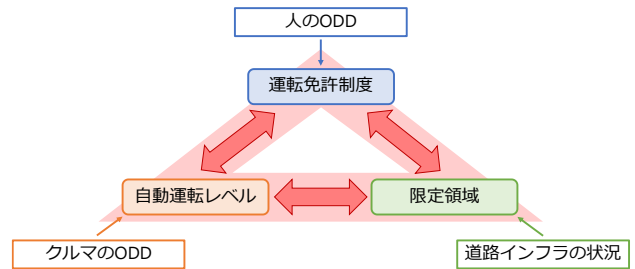 人のODD
運転免許制度
自動運転レベル
限定領域
クルマのODD
道路インフラの状況